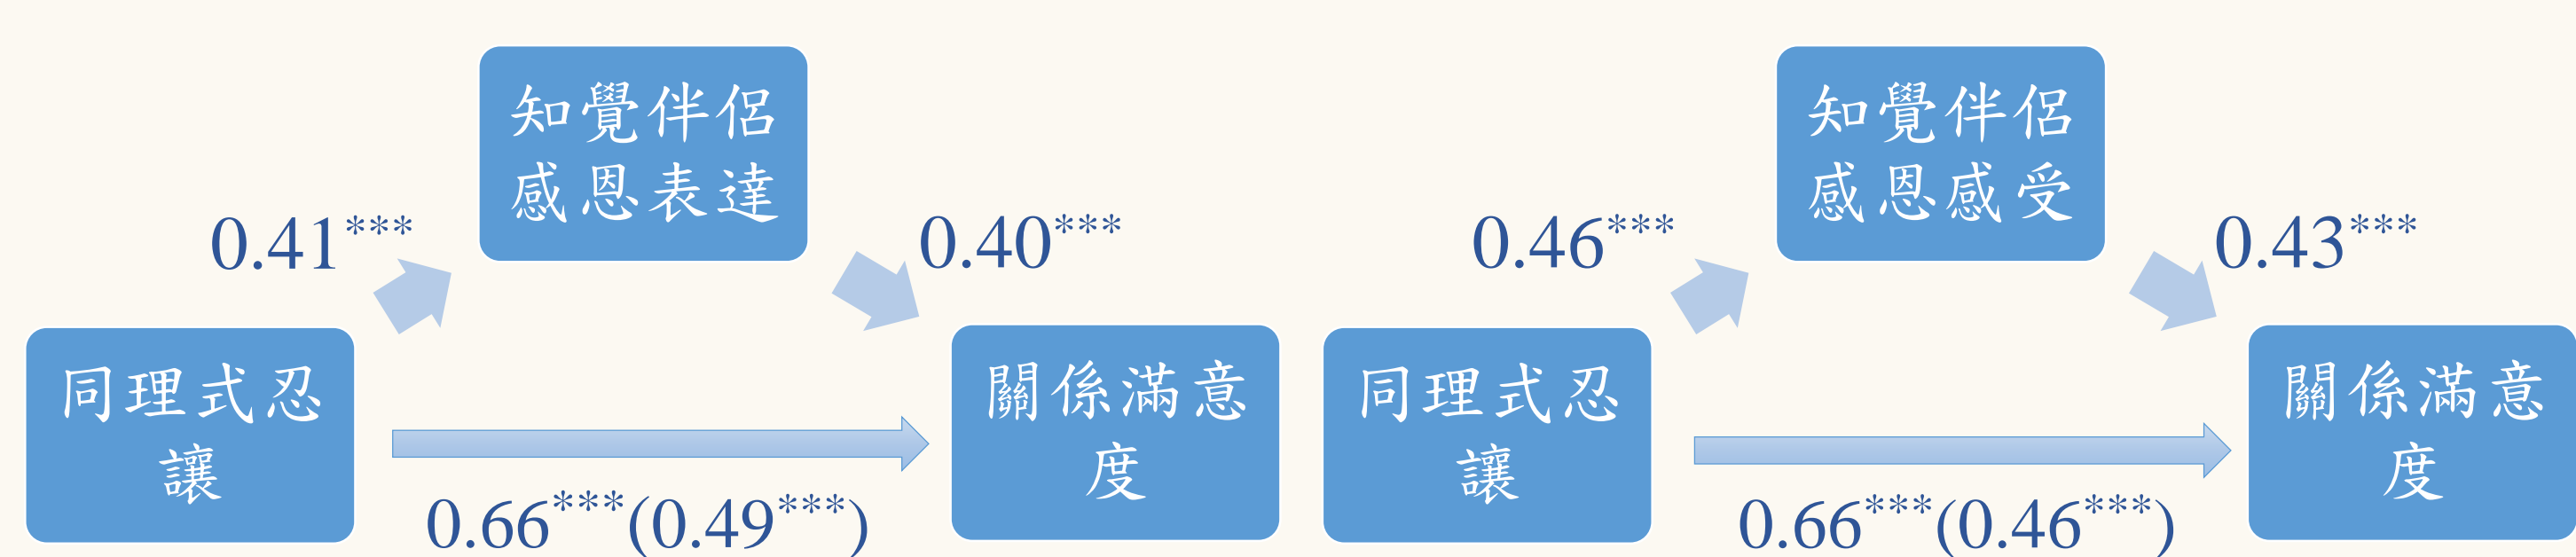 知覺伴侶
感恩表達
0.41***
0.40***
同理式忍
讓
關係滿意
度
0.66***(0.49***)
知覺伴侶
感恩感受
0.46***
0.43***
同理式忍
讓
關係滿意
度
0.66***(0.46***)